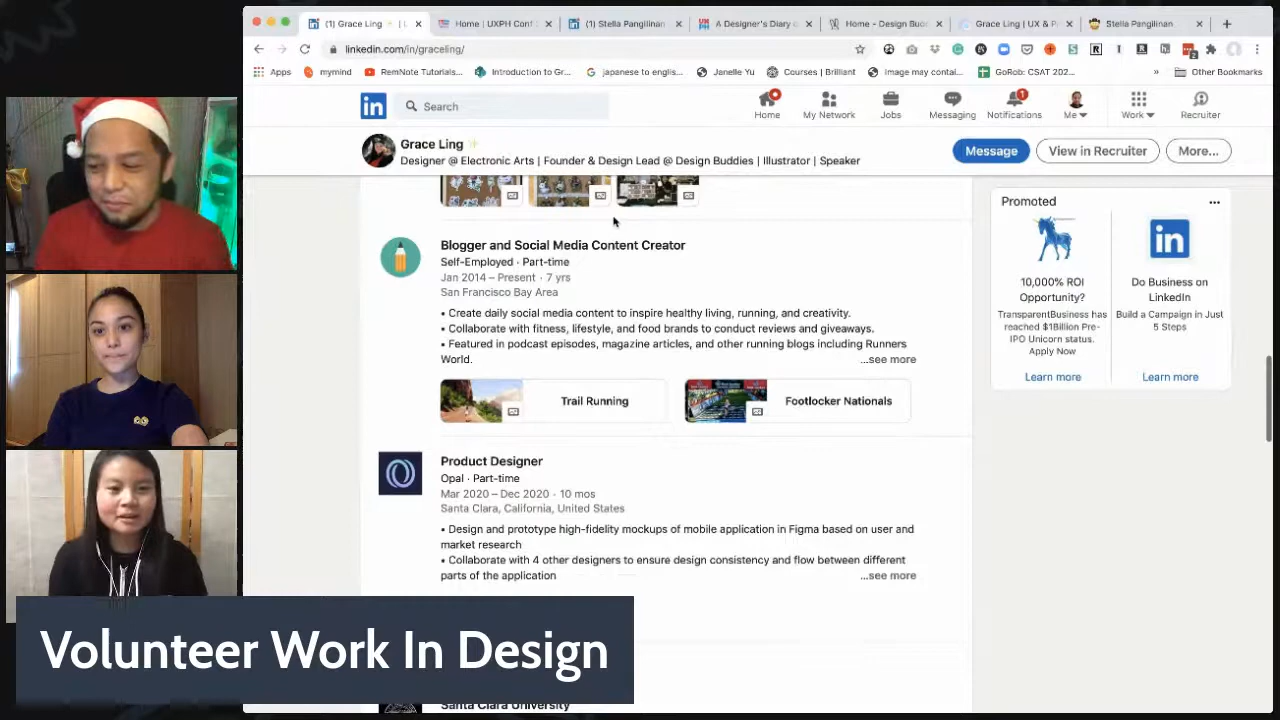 (1) Grace Ling
Home | UXPH Conf
(1) Stella Pangilinan
A Designer's Diary
Home - Design Bud
Grace Ling | UX & P
Stella Pangilinan
linkedin.com/in/graceling/
Apps
mymind
RemNote Tutorials...
Introduction to Gr...
japanese to englis...
Janelle Yu
Courses | Brilliant
Image may contai...
GoRob: CSAT 202...
Other Bookmarks
in
Search
Home
My Network
Jobs
Messaging
1
Notifications
Me
Work
Recruiter
Grace Ling
Designer @ Electronic Arts | Founder & Design Lead @ Design Buddies | Illustrator | Speaker
Message
View in Recruiter
More...
Blogger and Social Media Content Creator
Self-Employed · Part-time
Jan 2014 – Present · 7 yrs
San Francisco Bay Area
• Create daily social media content to inspire healthy living, running, and creativity.
• Collaborate with fitness, lifestyle, and food brands to conduct reviews and giveaways.
• Featured in podcast episodes, magazine articles, and other running blogs including Runners
World.
...see more
Trail Running
Footlocker Nationals
Product Designer
Opal · Part-time
Mar 2020 – Dec 2020 · 10 mos
Santa Clara, California, United States
• Design and prototype high-fidelity mockups of mobile application in Figma based on user and
market research
• Collaborate with 4 other designers to ensure design consistency and flow between different
parts of the application
...see more
Santa Clara University
Promoted
10,000% ROI
Opportunity?
TransparentBusiness has
reached $1Billion Pre-
IPO Unicorn status.
Apply Now
Learn more
in
Do Business on
LinkedIn
Build a Campaign in Just
5 Steps
Learn more
Volunteer Work In Design